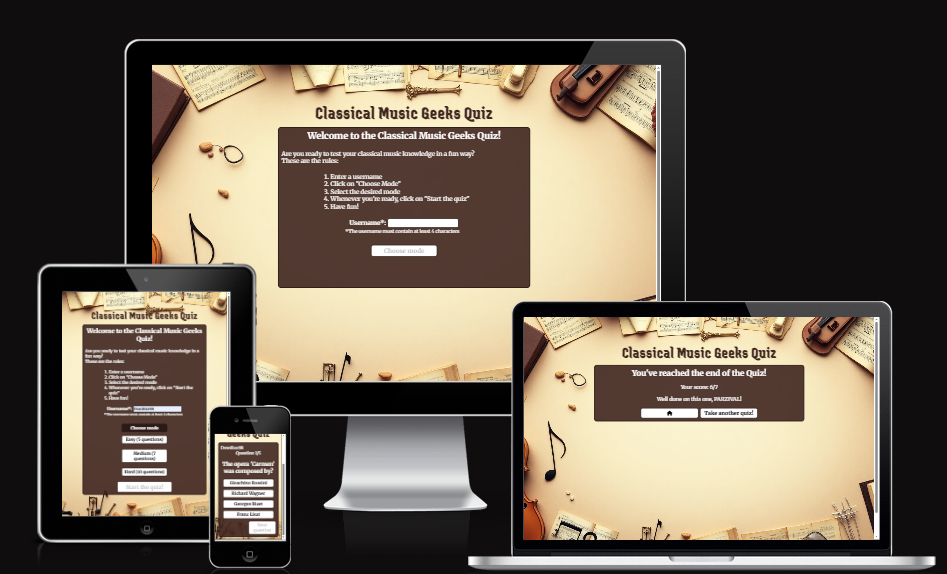 Classical Music Geeks Quiz
Welcome to the Classical Music Geeks Quiz!
Are you ready to test your classical music knowledge in a fun way?
These are the rules:
1. Enter a username
2. Click on "Choose Mode"
3. Select the desired mode
4. Whenever you're ready, click on "Start the quiz"
5. Have fun!
Username*:
*The username must contain at least 4 characters
Choose mode
Classical Music Geeks Quiz
Welcome to the Classical Music Geeks
Quiz!
Are you ready to test your classical music knowledge in a
fun way?
These are the rules:
1. Enter a username
2. Click on "Choose Mode"
3. Select the desired mode
4. Whenever you're ready, click on "Start the
quiz"
5. Have fun!
Username*:
*The username must contain at least 4 characters
Choose mode
Easy (5 questions)
Medium (7
questions)
Hard (10 questions)
Start the quiz!
Geeks Quiz
Question 1/5
The opera 'Carmen'
was composed by?
Gioachino Rossini
Richard Wagner
Georges Bizet
Franz Liszt
Next
question
Classical Music Geeks Quiz
You've reached the end of the Quiz!
Your score: 6/7
Well done on this one, PARZIVAL!
Take another quiz!